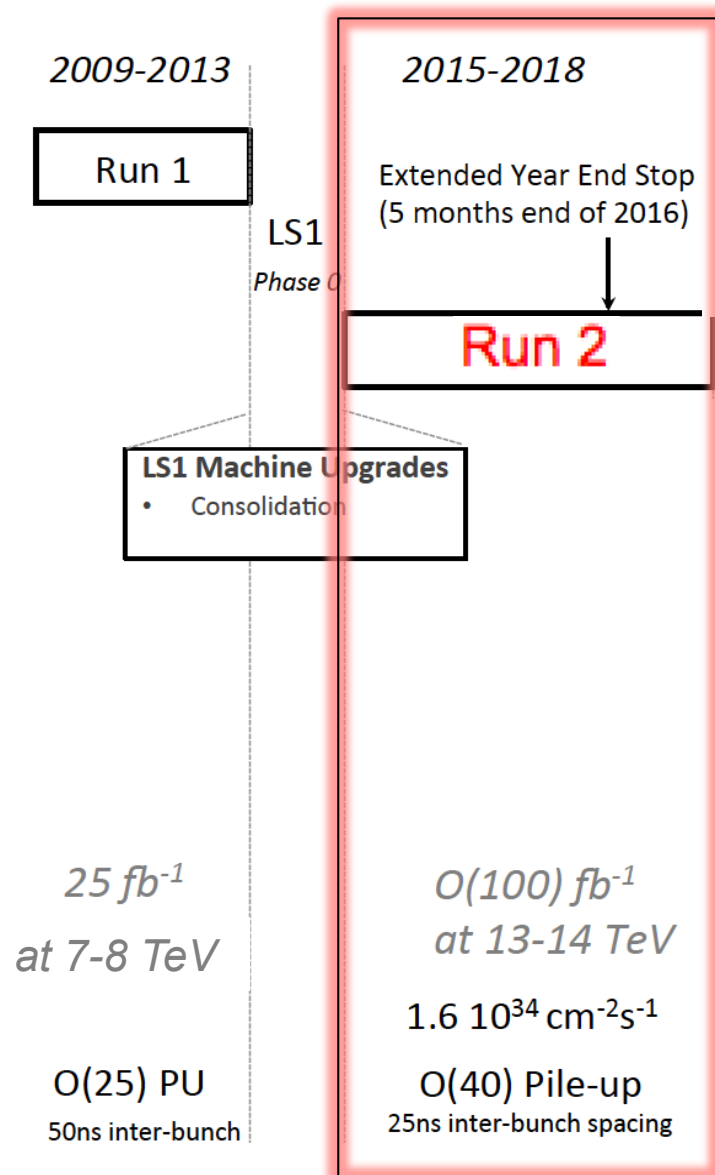 2009-2013
2015-2018
Run 1
Extended Year End Stop
(5 months end of 2016)
LS1
Phase 0
Run 2
LS1 Machine Upgrades
• Consolidation
25 fb⁻¹
at 7-8 TeV
O(100) fb⁻¹
at 13-14 TeV
1.6 10³⁴ cm⁻²s⁻¹
O(25) PU
50ns inter-bunch
O(40) Pile-up
25ns inter-bunch spacing